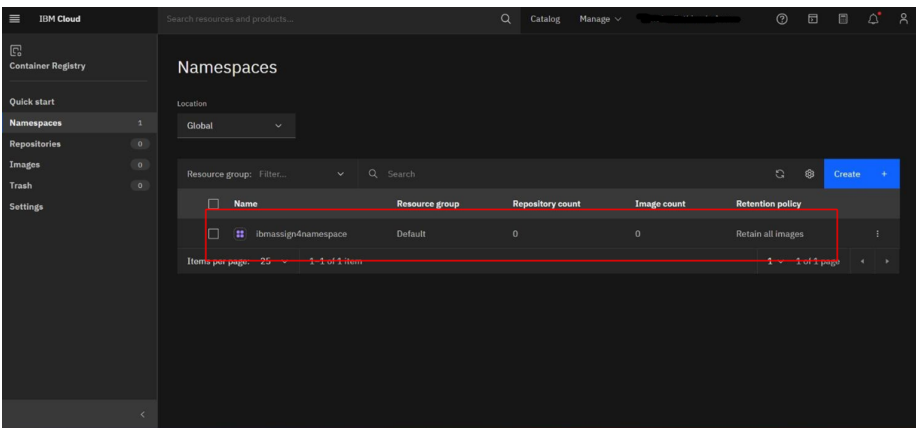 IBM Cloud
Search resources and products...
Catalog
Manage
Container Registry
Quick start
Namespaces 1
Repositories 0
Images 0
Trash 0
Settings
Namespaces
Location
Global
Resource group: Filter...
Search
Create +
Name Resource group Repository count Image count Retention policy
ibmassign4namespace Default 0 0 Retain all images
Items per page: 25 1–1 of 1 item 1 1 of 1 page